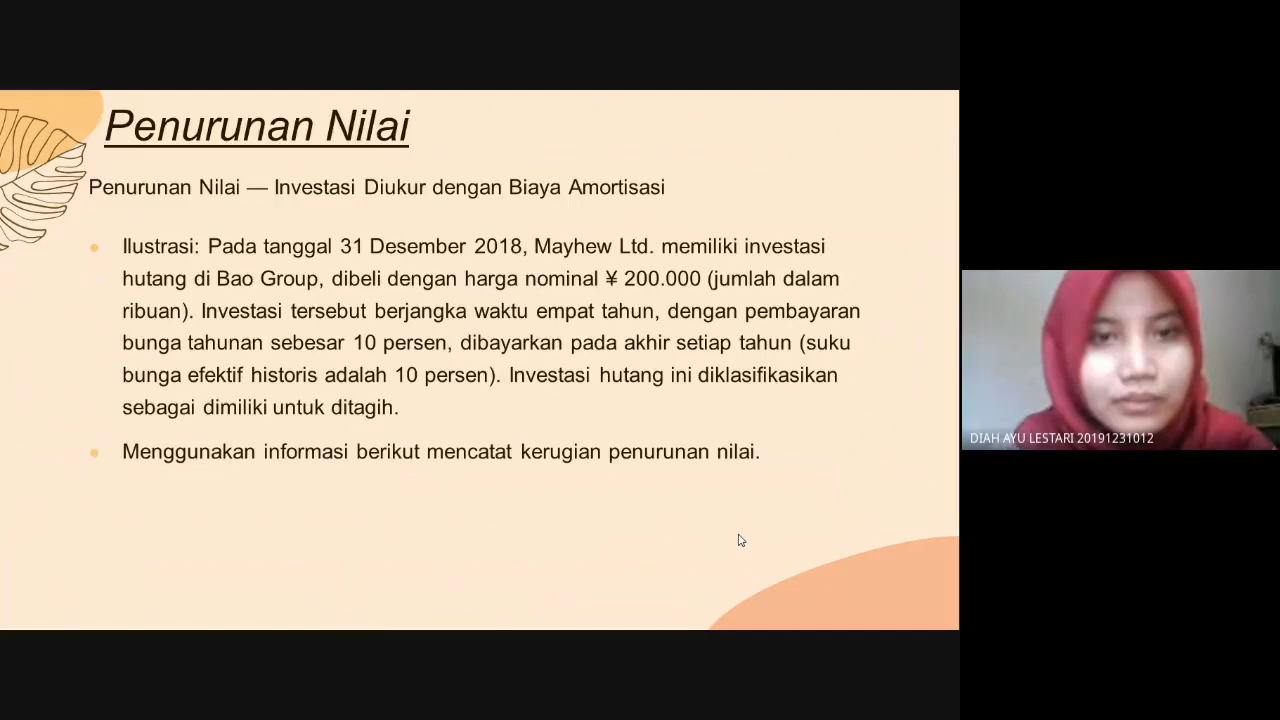 Penurunan Nilai
Penurunan Nilai — Investasi Diukur dengan Biaya Amortisasi
Ilustrasi: Pada tanggal 31 Desember 2018, Mayhew Ltd. memiliki investasi
hutang di Bao Group, dibeli dengan harga nominal ¥ 200.000 (jumlah dalam
ribuan). Investasi tersebut berjangka waktu empat tahun, dengan pembayaran
bunga tahunan sebesar 10 persen, dibayarkan pada akhir setiap tahun (suku
bunga efektif historis adalah 10 persen). Investasi hutang ini diklasifikasikan
sebagai dimiliki untuk ditagih.
Menggunakan informasi berikut mencatat kerugian penurunan nilai.
DIAH AYU LESTARI 20191231012